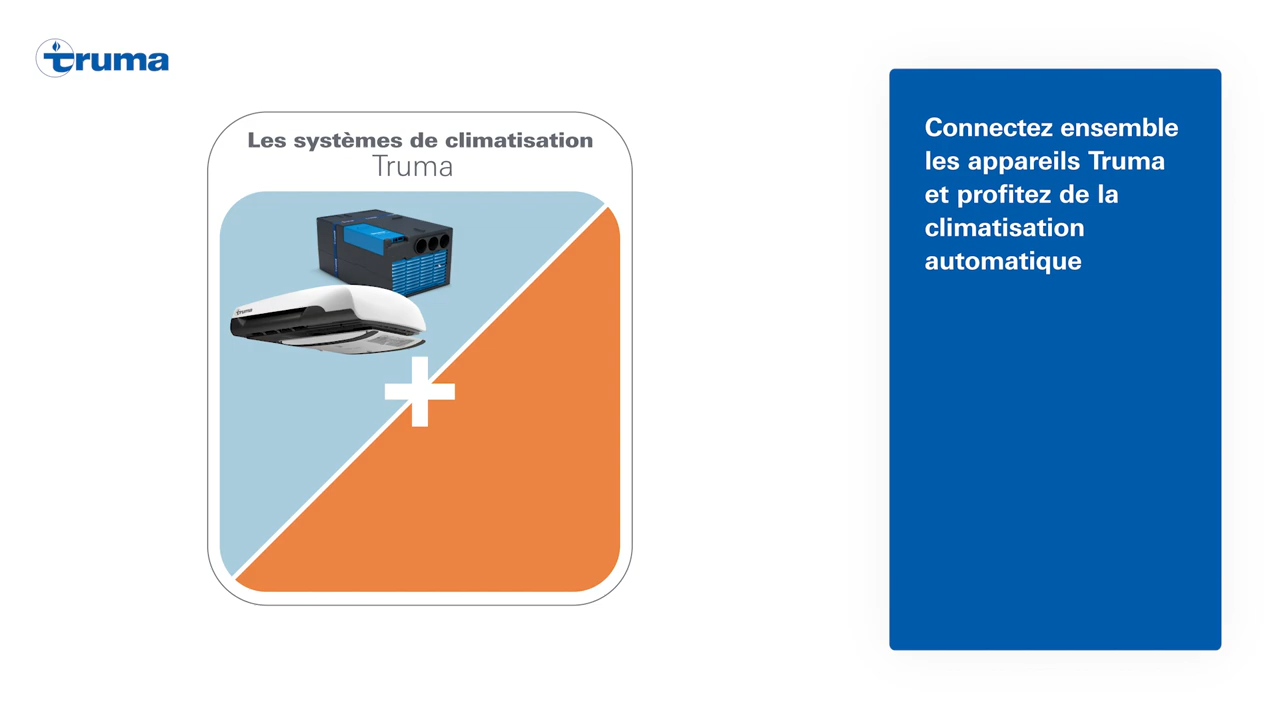 truma
Les systèmes de climatisation
Truma
truma
Connectez ensemble
les appareils Truma
et profitez de la
climatisation
automatique